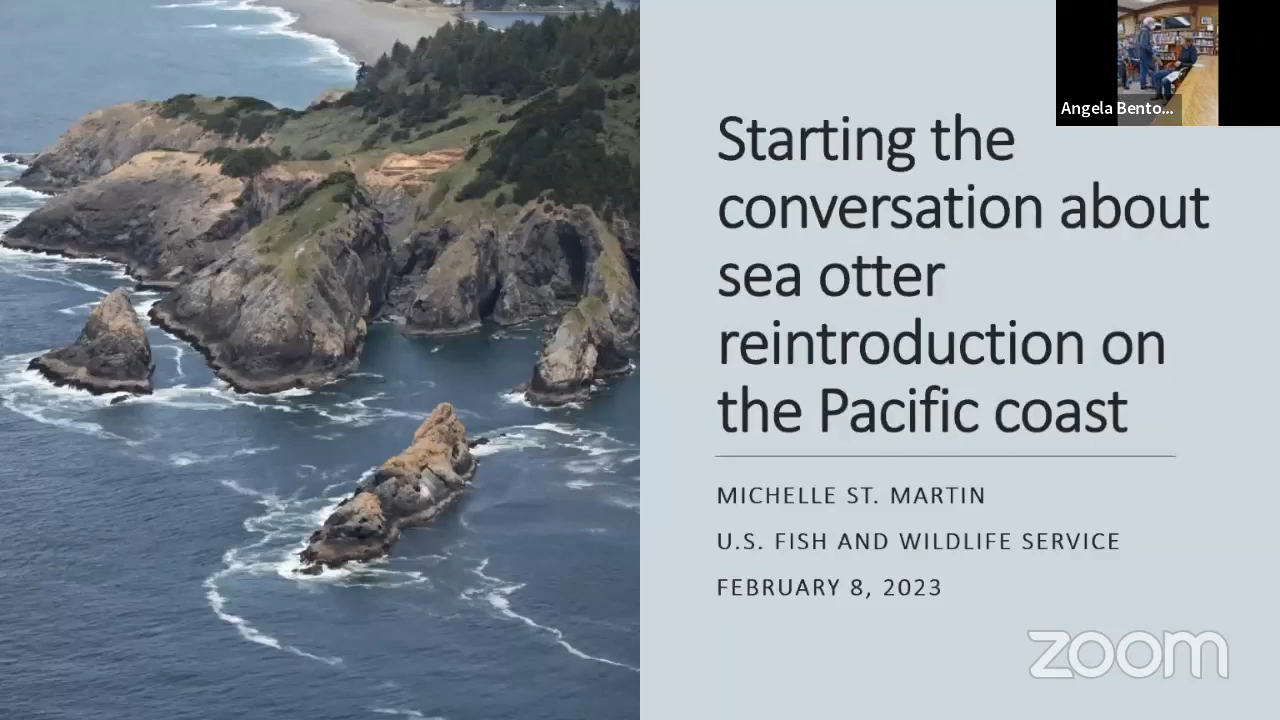 Angela Bento...
Starting the
conversation about
sea otter
reintroduction on
the Pacific coast
MICHELLE ST. MARTIN
U.S. FISH AND WILDLIFE SERVICE
FEBRUARY 8, 2023
zoom